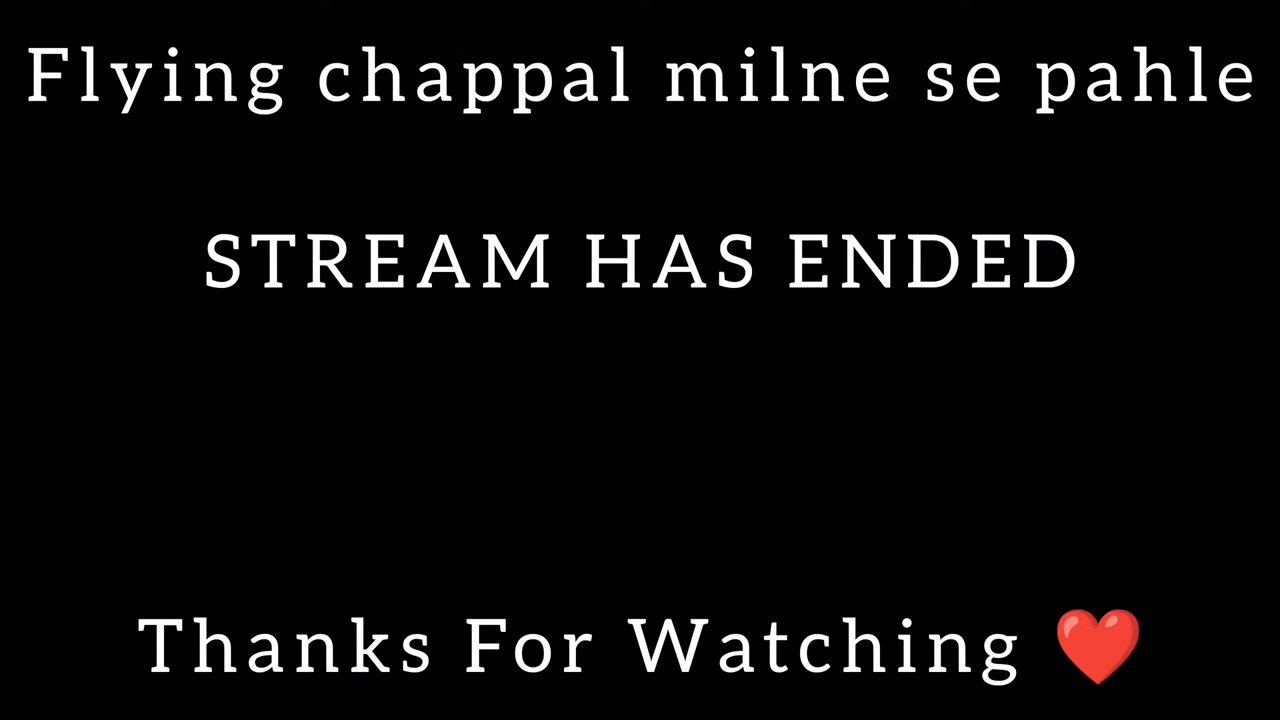 Flying chappal milne se pahle
STREAM HAS ENDED
Thanks For Watching ❤️